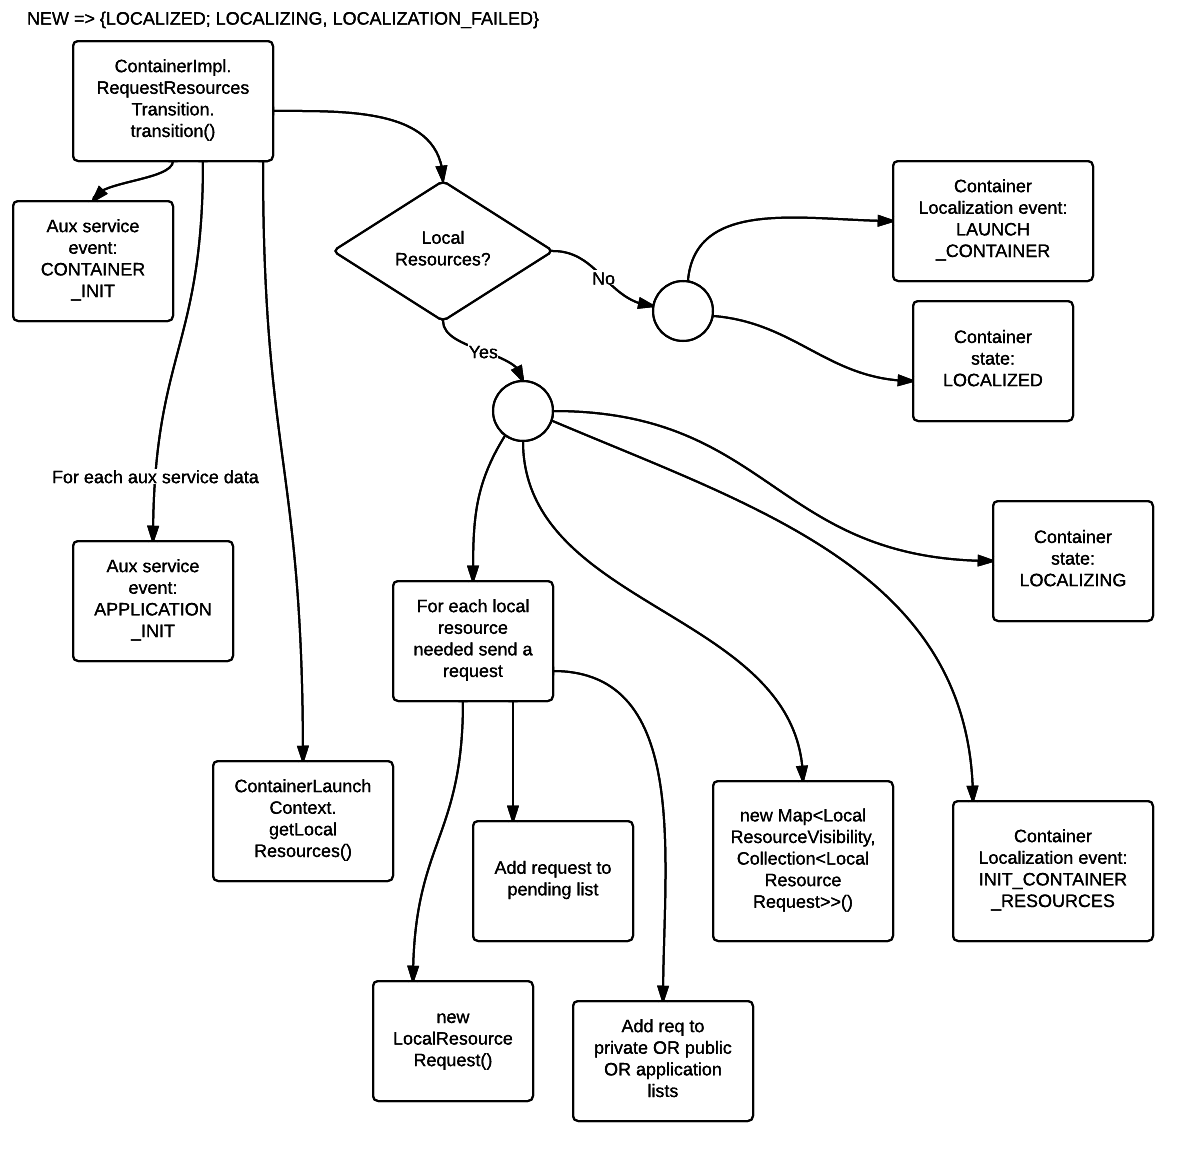 NEW => {LOCALIZED; LOCALIZING, LOCALIZATION_FAILED}
ContainerImpl.
RequestResources
Transition.
transition()
Aux service
event:
CONTAINER
_INIT
Local
Resources?
No
Container
Localization event:
LAUNCH
_CONTAINER
Container
state:
LOCALIZED
Yes
For each aux service data
Aux service
event:
APPLICATION
_INIT
Container
state:
LOCALIZING
For each local
resource
needed send a
request
ContainerLaunch
Context.
getLocal
Resources()
Add request to
pending list
new Map<Local
ResourceVisibility,
Collection<Local
Resource
Request>>()
Container
Localization event:
INIT_CONTAINER
_RESOURCES
new
LocalResource
Request()
Add req to
private OR public
OR application
lists